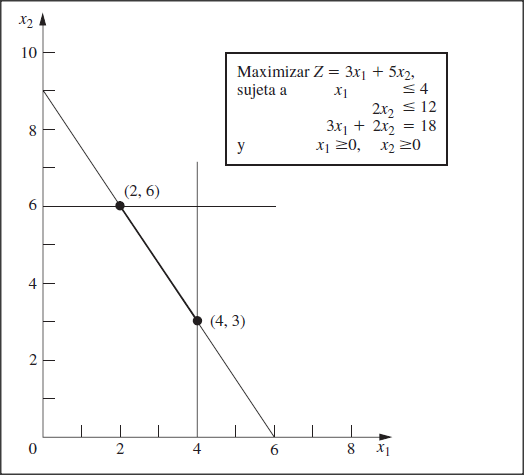 x₂
10
8
6
4
2
0
2
4
6
8
x₁
(2, 6)
(4, 3)
Maximizar Z = 3x₁ + 5x₂,
sujeta a x₁ ≤ 4
2x₂ ≤ 12
3x₁ + 2x₂ = 18
y x₁ ≥0, x₂ ≥0